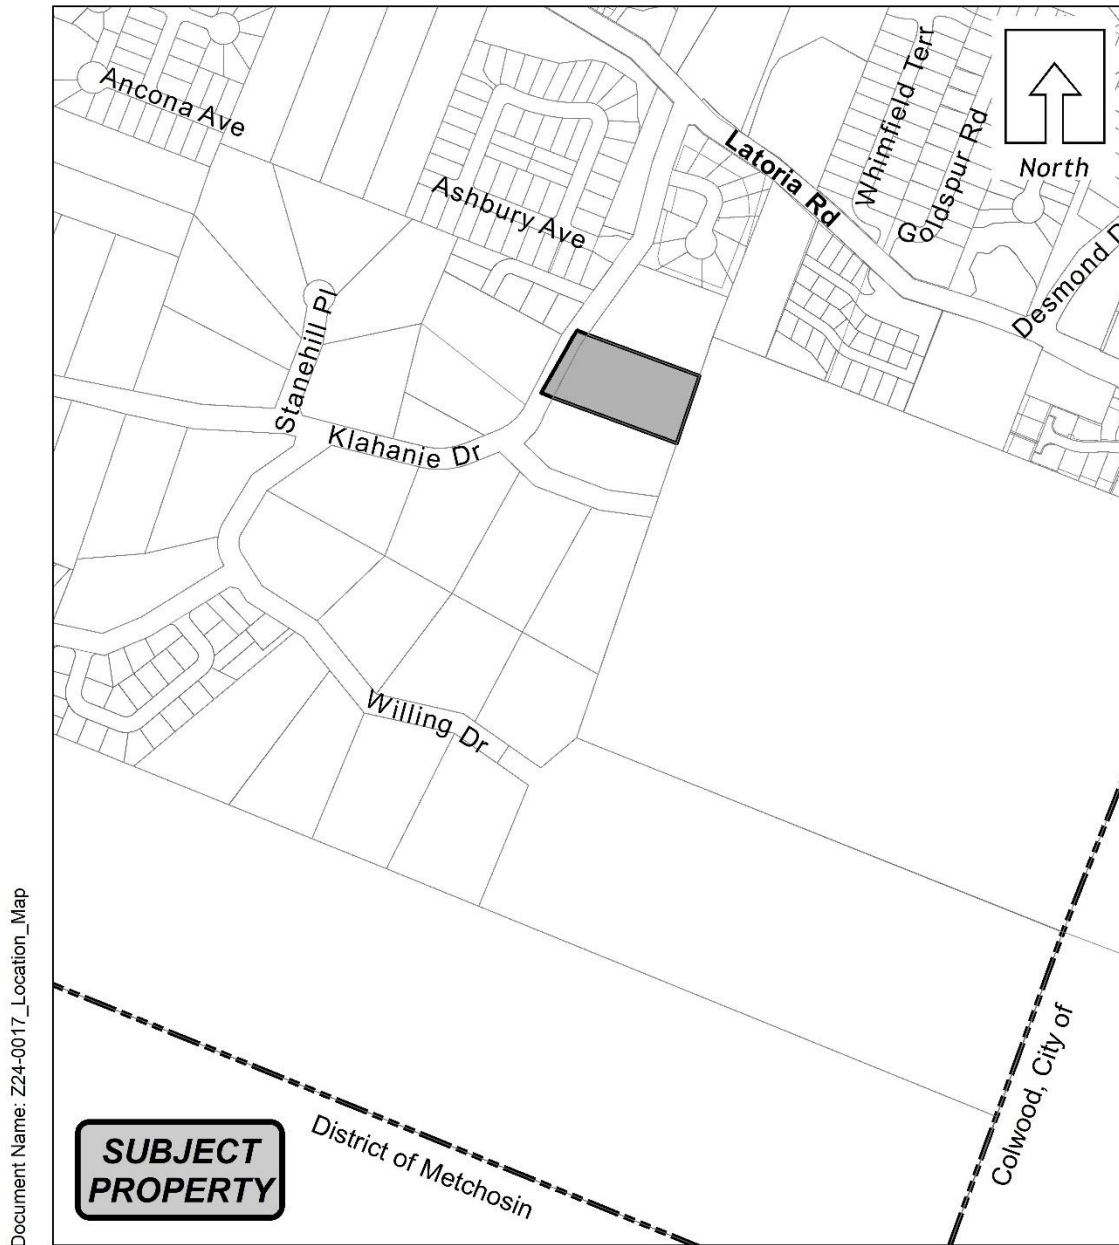 Ancona Ave
Ashbury Ave
Latoria Rd
Whimfield Terr
Goldspur Rd
North
Desmond D
Stanehill Pl
Klahanie Dr
Willing Dr
Colwood, City of
District of Metchosin
SUBJECT
PROPERTY
Document Name: Z24-0017_Location_Map